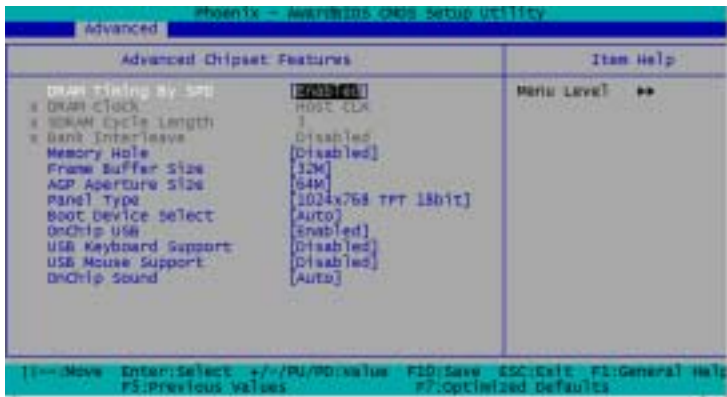 Phoenix - AwardBIOS CMOS Setup Utility
Advanced
Advanced Chipset Features
Item Help
DRAM Timing By SPD [Enabled]
x DRAM Clock Host CLK
x SDRAM Cycle Length 3
x Bank Interleave Disabled
Memory Hole [Disabled]
Frame Buffer Size [32M]
AGP Aperture Size [64M]
Panel Type [1024x768 TFT 18bit]
Boot Device Select [Auto]
OnChip USB [Enabled]
USB Keyboard Support [Disabled]
USB Mouse Support [Disabled]
OnChip Sound [Auto]
Menu Level ▸▸
:Move Enter:Select +/-/PU/PD:Value F10:Save ESC:Exit F1:General Help
F5:Previous Values F7:Optimized Defaults